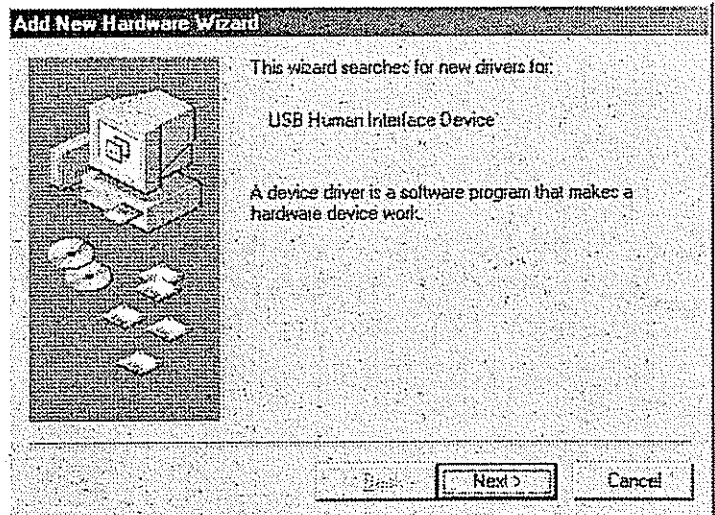 Add New Hardware Wizard
This wizard searches for new drivers for:
USB Human Interface Device
A device driver is a software program that makes a
hardware device work.
Next >
Cancel